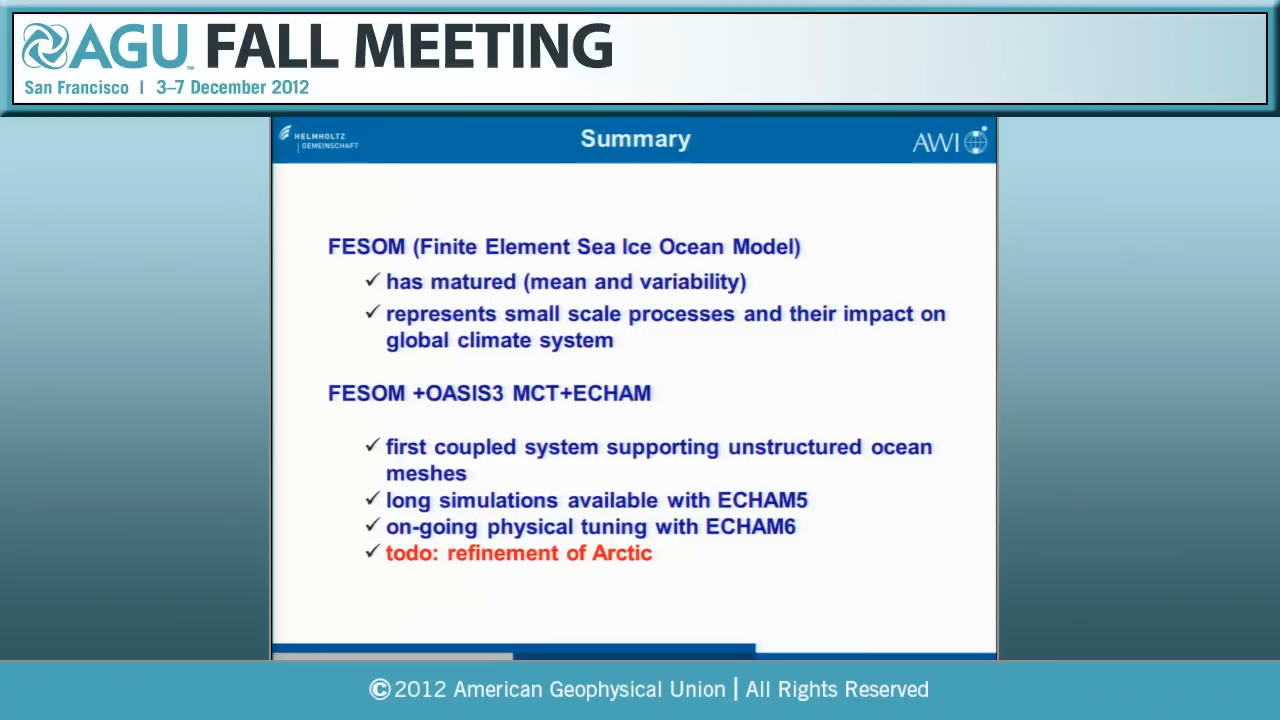 AGU FALL MEETING
San Francisco | 3–7 December 2012
HELMHOLTZ
GEMEINSCHAFT
Summary
AWI
FESOM (Finite Element Sea Ice Ocean Model)
✓ has matured (mean and variability)
✓ represents small scale processes and their impact on
global climate system
FESOM +OASIS3 MCT+ECHAM
✓ first coupled system supporting unstructured ocean
meshes
✓ long simulations available with ECHAM5
✓ on-going physical tuning with ECHAM6
✓ todo: refinement of Arctic
©2012 American Geophysical Union | All Rights Reserved